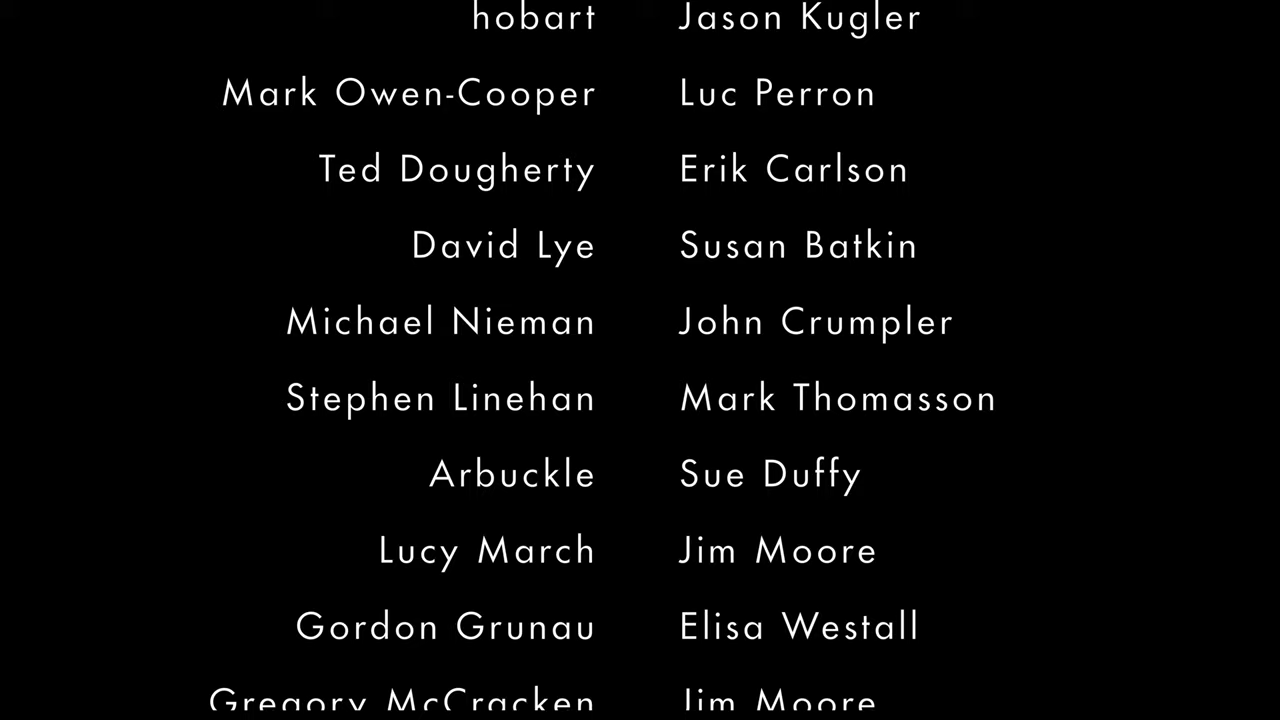 hobart Jason Kugler
Mark Owen-Cooper Luc Perron
Ted Dougherty Erik Carlson
David Lye Susan Batkin
Michael Nieman John Crumpler
Stephen Linehan Mark Thomasson
Arbuckle Sue Duffy
Lucy March Jim Moore
Gordon Grunau Elisa Westall
Gregory McCracken Jim Moore